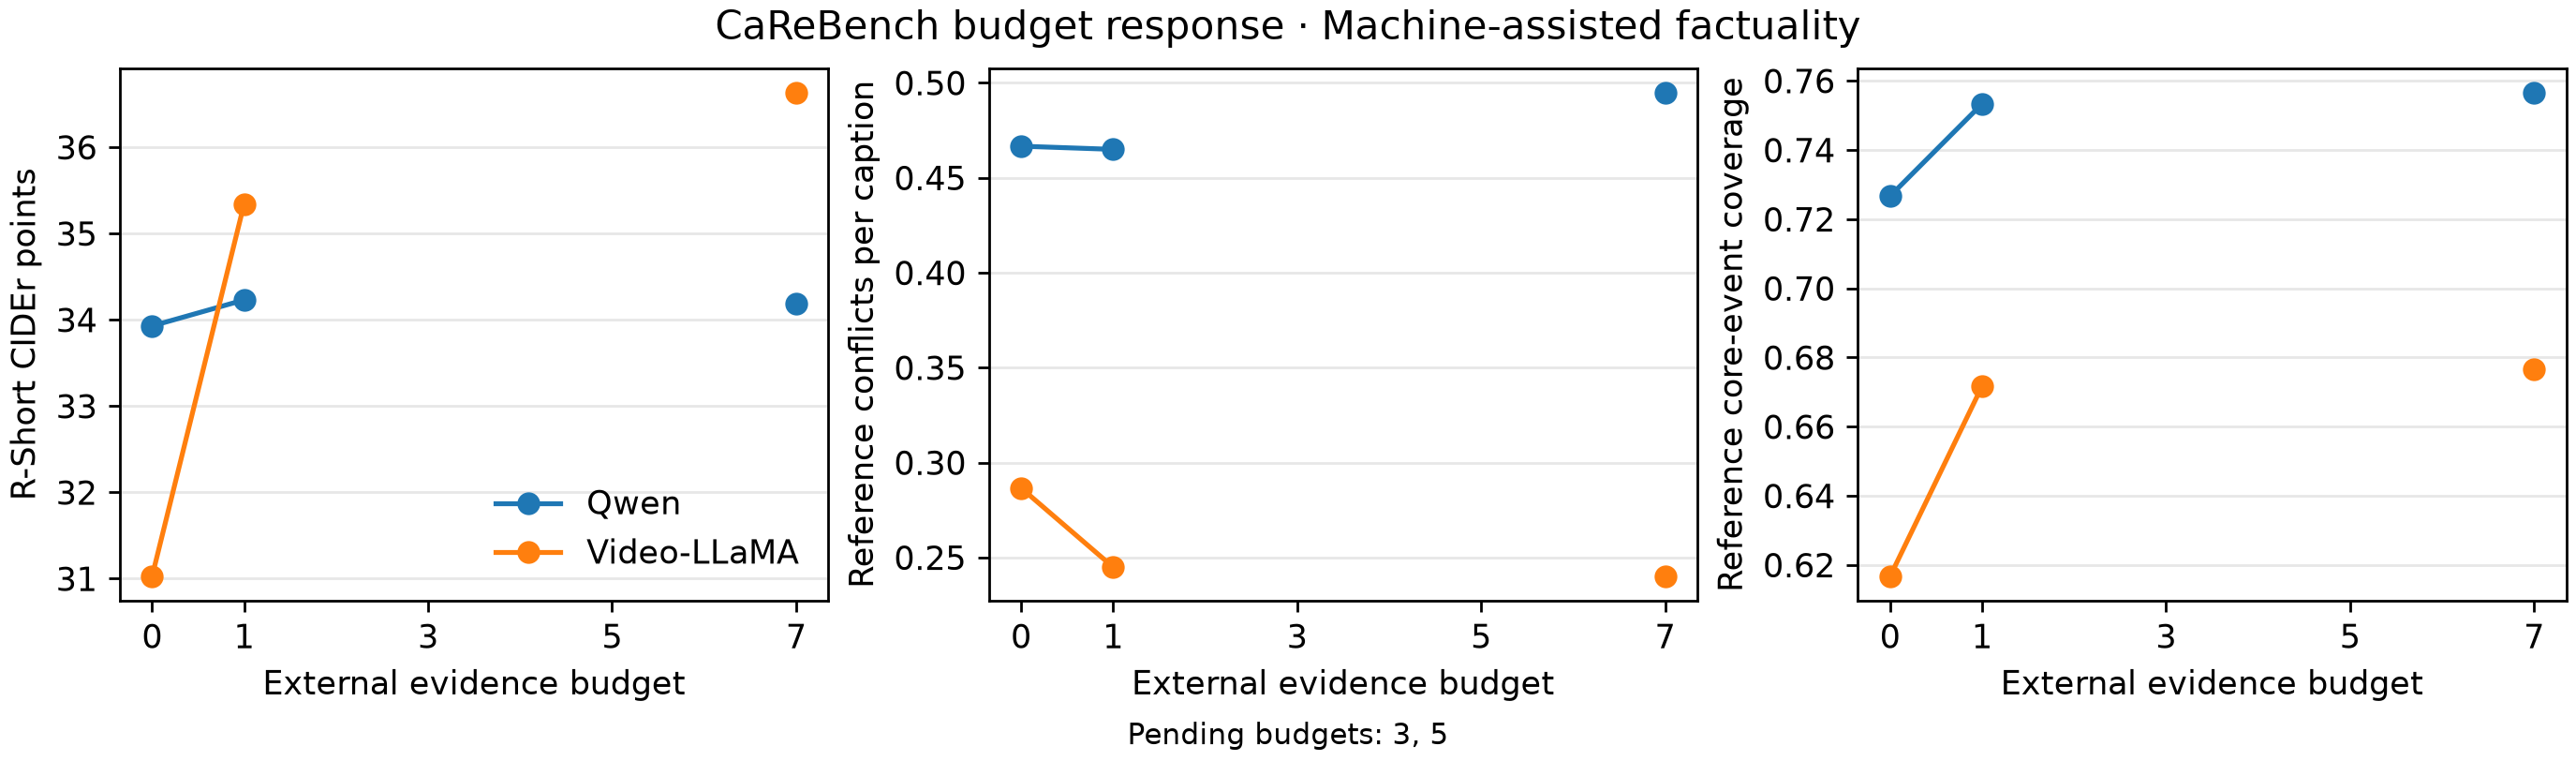 CaReBench budget response · Machine-assisted factuality
R-Short CIDEr points
36
35
34
33
32
31
Qwen
Video-LLaMA
0 1 3 5 7
External evidence budget
Reference conflicts per caption
0.50
0.45
0.40
0.35
0.30
0.25
0 1 3 5 7
External evidence budget
Reference core-event coverage
0.76
0.74
0.72
0.70
0.68
0.66
0.64
0.62
0 1 3 5 7
External evidence budget
Pending budgets: 3, 5